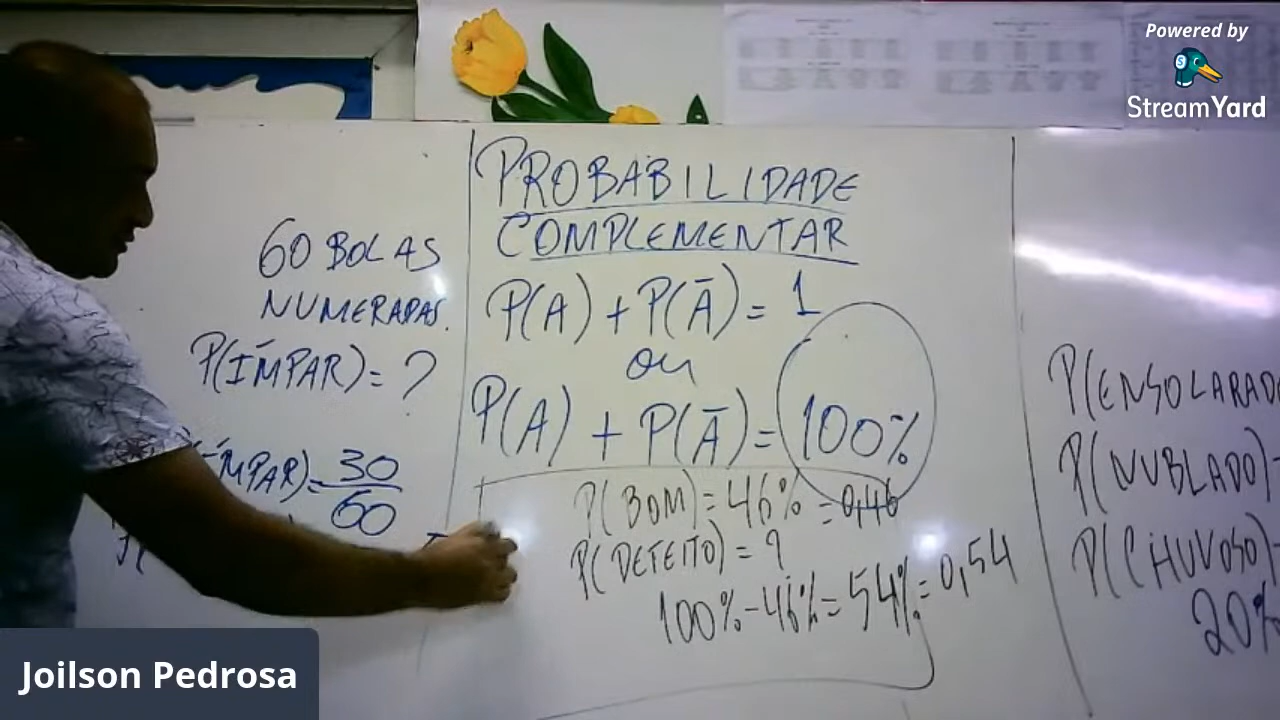 Powered by
StreamYard
60 BOLAS
NUMERADAS.
P(ÍMPAR) = ?
ÍMPAR) = 30
60
PROBABILIDADE
COMPLEMENTAR
P(A) + P(Ā) = 1
ou
P(A) + P(Ā) = 100%
P(BOM) = 46% = 0,46
P(DEFEITO) = ?
100% - 46% = 54% = 0,54
P(ENSOLARADO
P(NUBLADO) =
P(CHUVOSO) =
20%
Joilson Pedrosa